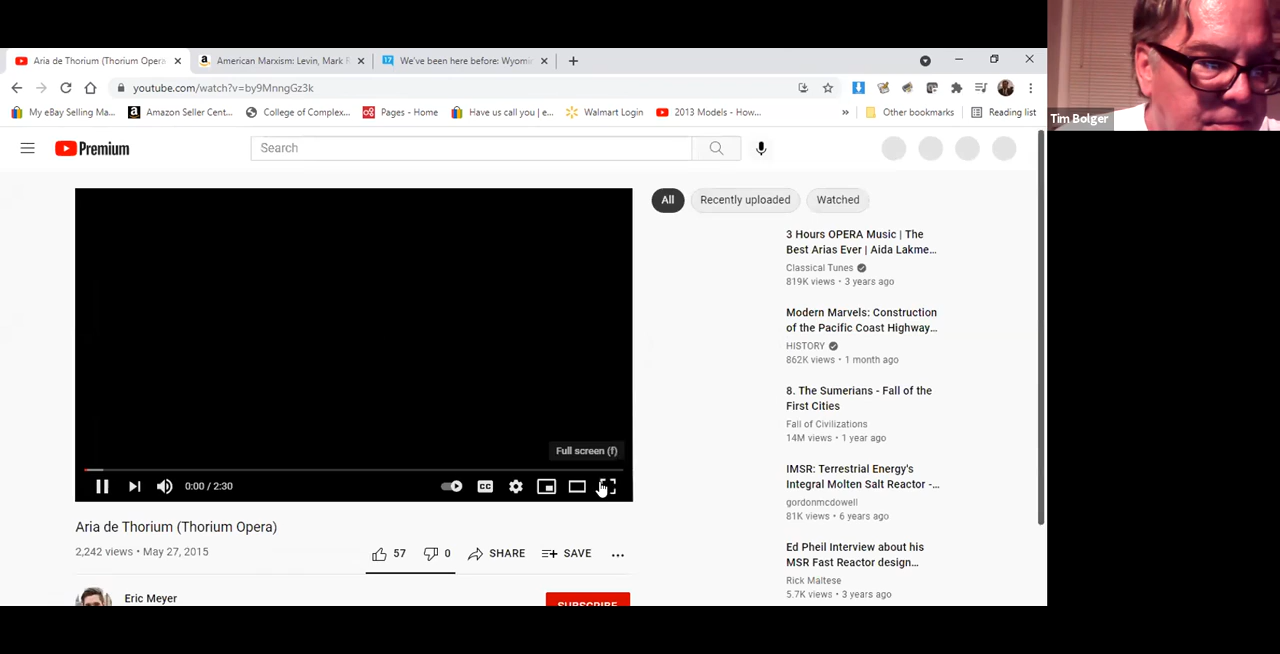 Aria de Thorium (Thorium Opera
American Marxism: Levin, Mark R
We've been here before: Wyomi
youtube.com/watch?v=by9MnngGz3k
My eBay Selling Ma...
Amazon Seller Cent...
College of Complex...
Pages - Home
Have us call you | e...
Walmart Login
2013 Models - How...
»
Other bookmarks
Reading list
Tim Bolger
Premium
Search
All
Recently uploaded
Watched
3 Hours OPERA Music | The
Best Arias Ever | Aida Lakme...
Classical Tunes
819K views • 3 years ago
Modern Marvels: Construction
of the Pacific Coast Highway...
HISTORY
862K views • 1 month ago
8. The Sumerians - Fall of the
First Cities
Fall of Civilizations
14M views • 1 year ago
IMSR: Terrestrial Energy's
Integral Molten Salt Reactor -...
gordonmcdowell
81K views • 6 years ago
Ed Pheil Interview about his
MSR Fast Reactor design...
Rick Maltese
5.7K views • 3 years ago
Full screen (f)
0:00 / 2:30
CC
Aria de Thorium (Thorium Opera)
2,242 views • May 27, 2015
57
0
SHARE
SAVE
...
Eric Meyer
SUBSCRIBE